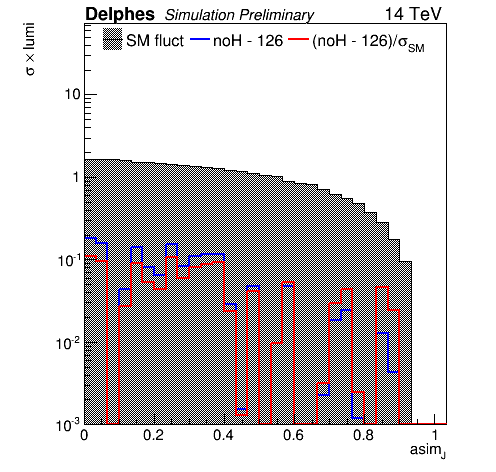 Delphes Simulation Preliminary 14 TeV
σ × lumi
SM fluct noH - 126 (noH - 126)/σSM
10
1
10-1
10-2
10-3
0 0.2 0.4 0.6 0.8 1
asimJ